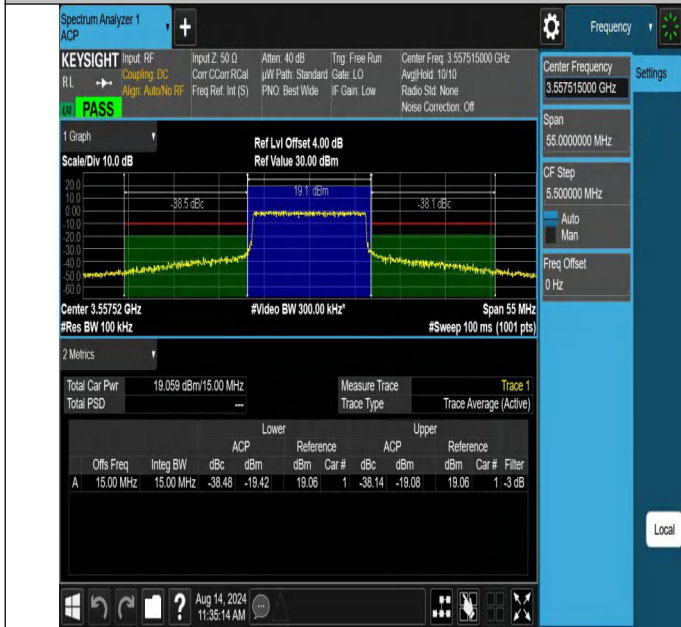 Spectrum Analyzer 1
ACP
+
Frequency
KEYSIGHT Input: RF
Coupling: DC
Align: Auto/No RF
Input Z: 50 Ω
Corr CCorr RCal
Freq Ref: Int (S)
Atten: 40 dB
µW Path: Standard
PNO: Best Wide
Trig: Free Run
Gate: LO
IF Gain: Low
Center Freq: 3.557515000 GHz
Avg|Hold: 10/10
Radio Std: None
Noise Correction: Off
RL
LXI PASS
Center Frequency
3.557515000 GHz
Settings
Span
55.0000000 MHz
CF Step
5.500000 MHz
Auto
Man
Freq Offset
0 Hz
1 Graph
Scale/Div 10.0 dB
Ref Lvl Offset 4.00 dB
Ref Value 30.00 dBm
20.0
10.0
0.00
-10.0
-20.0
-30.0
-40.0
-50.0
-60.0
-38.5 dBc
19.1 dBm
-38.1 dBc
Center 3.55752 GHz #Video BW 300.00 kHz* Span 55 MHz
#Res BW 100 kHz #Sweep 100 ms (1001 pts)
2 Metrics
Total Car Pwr 19.059 dBm/15.00 MHz Measure Trace Trace 1
Total PSD --- Trace Type Trace Average (Active)
Lower Upper
ACP Reference ACP Reference
Offs Freq Integ BW dBc dBm dBm Car # dBc dBm dBm Car # Filter
A 15.00 MHz 15.00 MHz -38.48 -19.42 19.06 1 -38.14 -19.08 19.06 1 -3 dB
Local
? Aug 14, 2024
11:35:14 AM